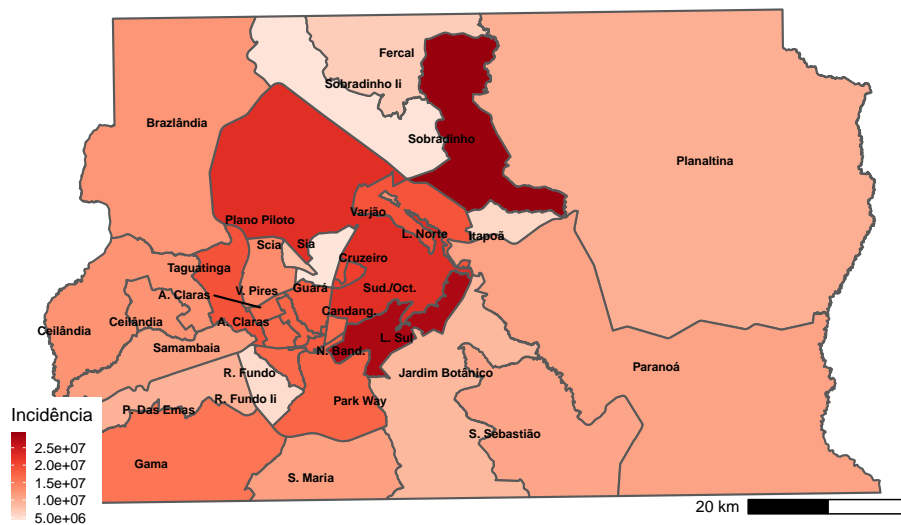 Fercal
Sobradinho Ii
Brazlândia
Sobradinho
Planaltina
Plano Piloto
Varjão
L. Norte
Itapoã
Scia
Sia
Cruzeiro
Taguatinga
V. Pires
Guará
Sud./Oct.
A. Claras
Candang.
Ceilândia
Ceilândia
A. Claras
L. Sul
Samambaia
N. Band.
R. Fundo
Jardim Botânico
Paranoá
R. Fundo Ii
Park Way
P. Das Emas
S. Sebastião
Gama
S. Maria
Incidência
2.5e+07
2.0e+07
1.5e+07
1.0e+07
5.0e+06
20 km